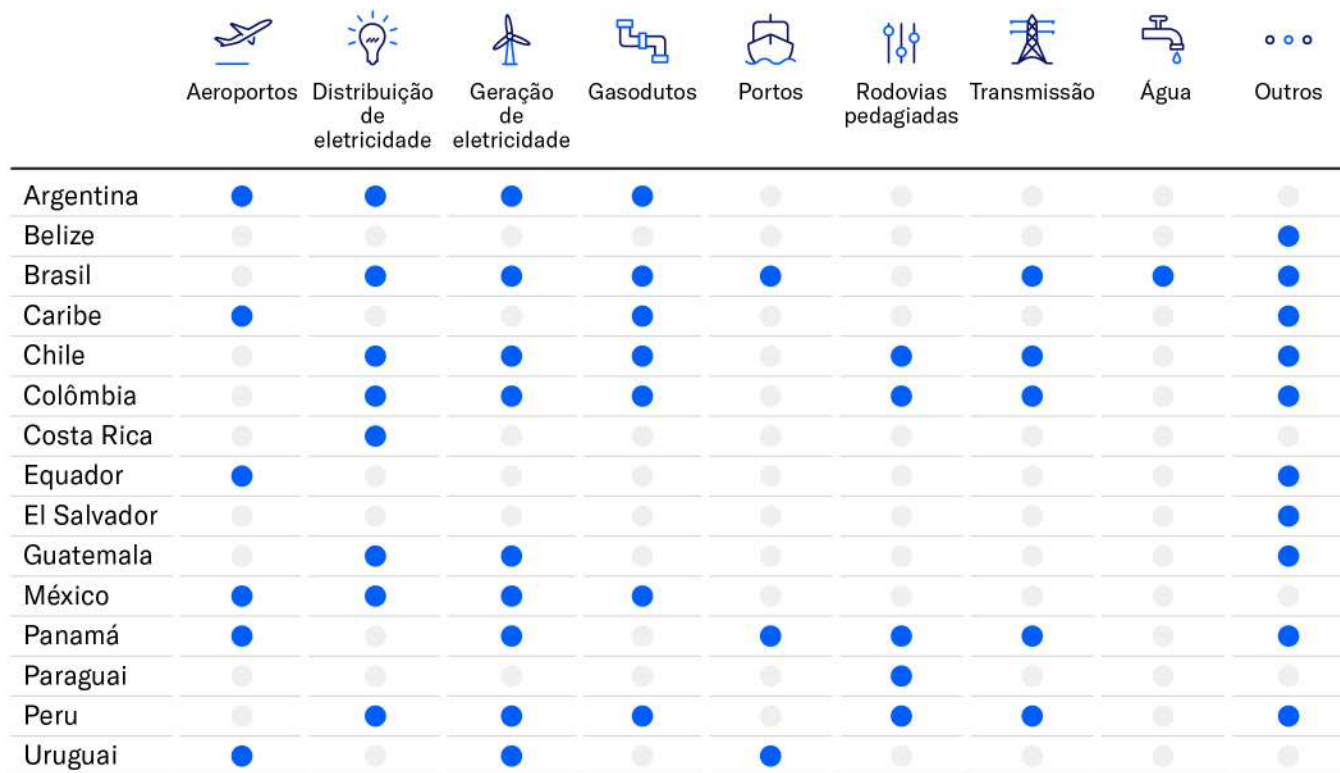 Aeroportos Distribuição de eletricidade Geração de eletricidade Gasodutos Portos Rodovias pedagiadas Transmissão Água Outros
Argentina
Belize
Brasil
Caribe
Chile
Colômbia
Costa Rica
Equador
El Salvador
Guatemala
México
Panamá
Paraguai
Peru
Uruguai